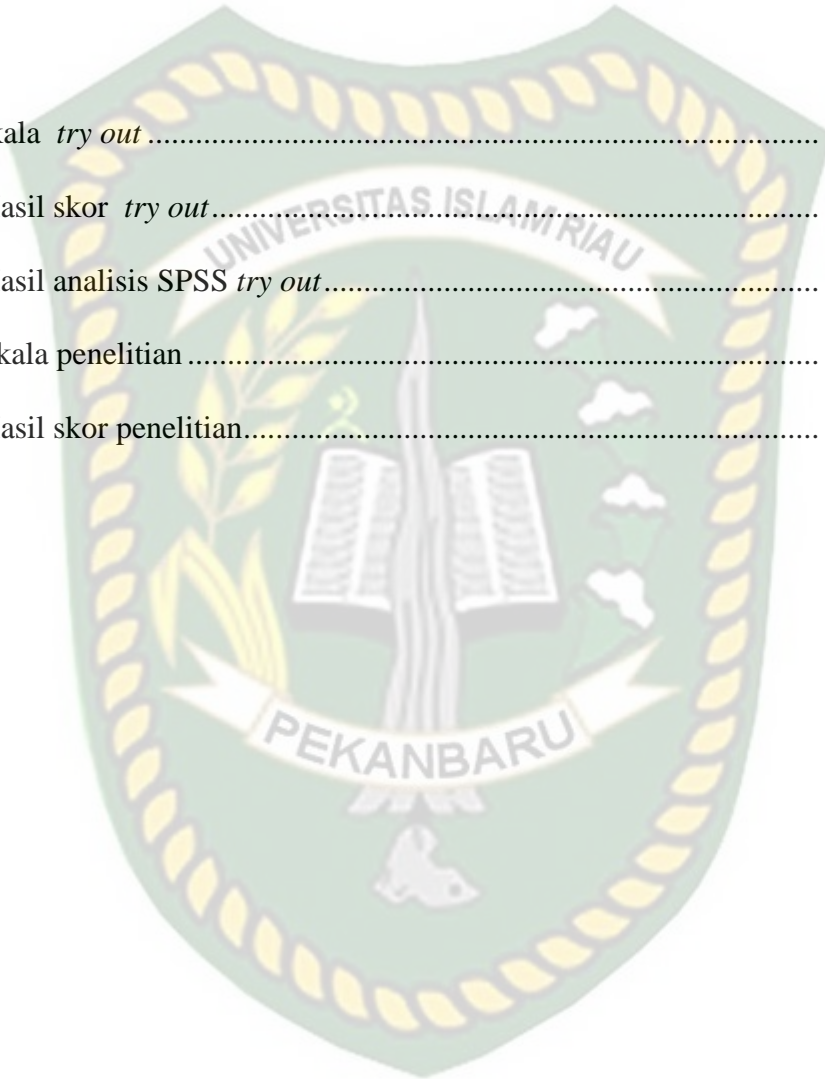 kala try out ....................................................................................
UNIVERSITAS ISLAM RIAU
asil skor try out .............................................................................
asil analisis SPSS try out ...............................................................
kala penelitian ................................................................................
asil skor penelitian.........................................................................
PEKANBARU